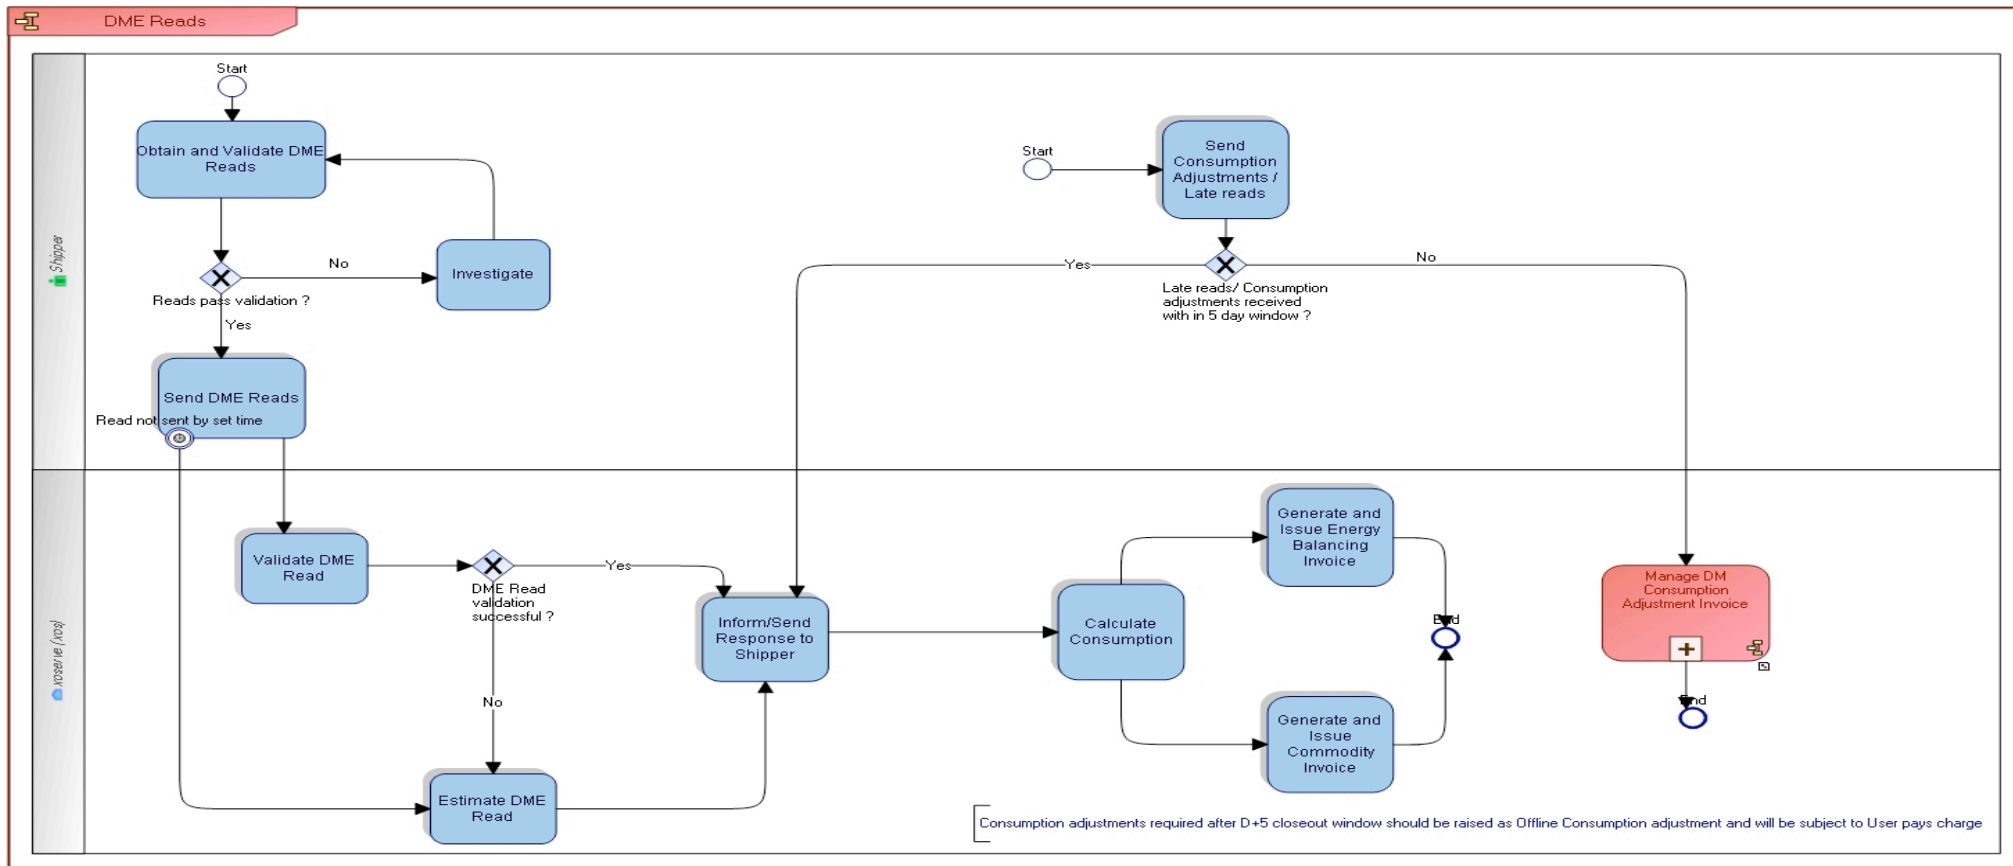 DME Reads
Shipper
Start
Obtain and Validate DME
Reads
No
Investigate
Reads pass validation ?
Yes
Send DME Reads
Read not sent by set time
Start
Send
Consumption
Adjustments /
Late reads
Yes
No
Late reads/ Consumption
adjustments received
with in 5 day window ?
xoserve (xos)
Validate DME
Read
Yes
DME Read
validation
successful ?
No
Estimate DME
Read
Inform/Send
Response to
Shipper
Calculate
Consumption
Generate and
Issue Energy
Balancing
Invoice
End
Generate and
Issue
Commodity
Invoice
Manage DM
Consumption
Adjustment Invoice
End
Consumption adjustments required after D+5 closeout window should be raised as Offline Consumption adjustment and will be subject to User pays charge